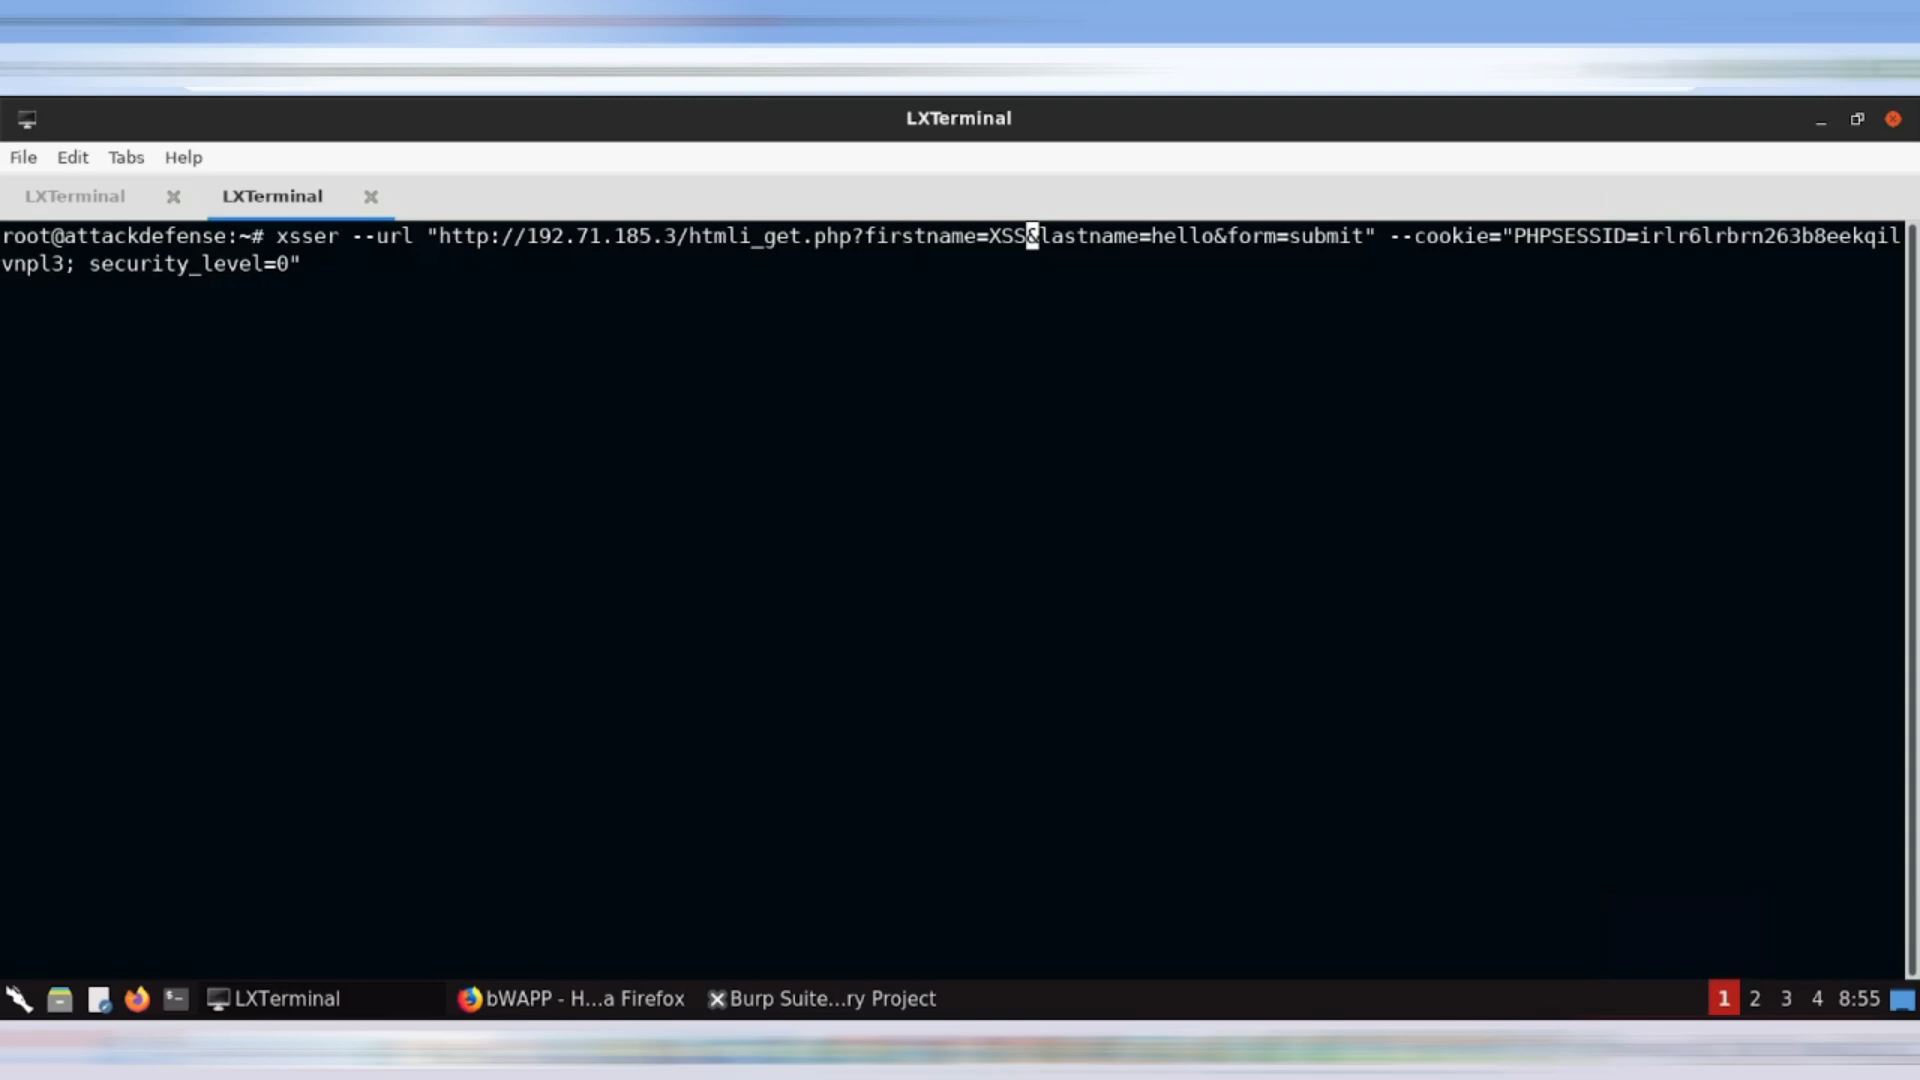 LXTerminal
File Edit Tabs Help
LXTerminal LXTerminal
root@attackdefense:~# xsser --url "http://192.71.185.3/htmli_get.php?firstname=XSS&lastname=hello&form=submit" --cookie="PHPSESSID=irlr6lrbrn263b8eekqil
vnpl3; security_level=0"
LXTerminal bWAPP - H...a Firefox Burp Suite...ry Project 1 2 3 4 8:55